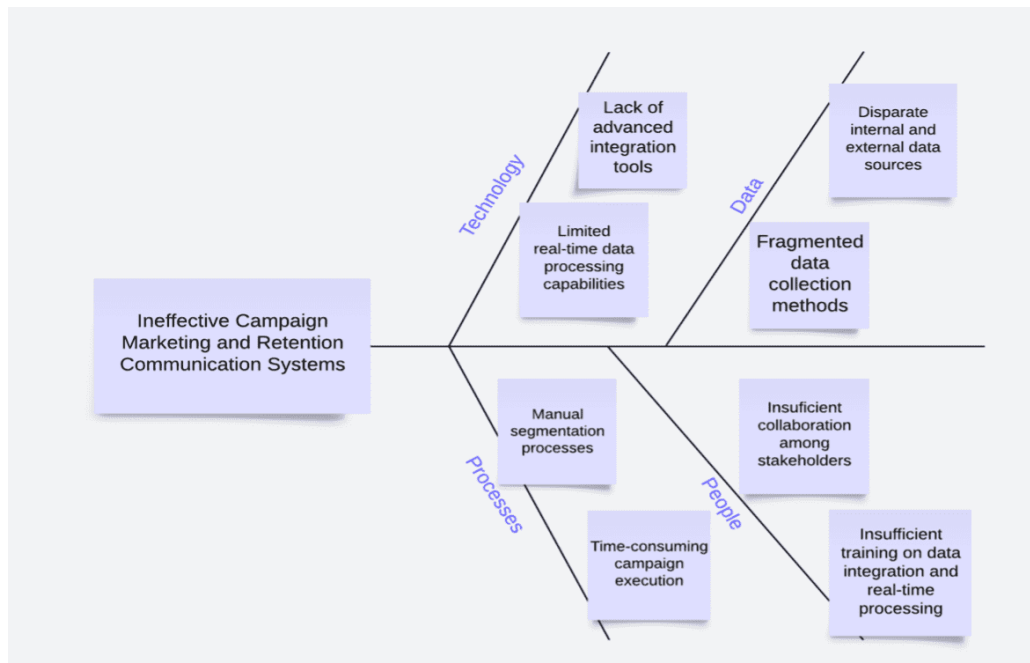 Lack of
advanced
integration
tools
Disparate
internal and
external data
sources
Technology
Data
Limited
real-time data
processing
capabilities
Fragmented
data
collection
methods
Ineffective Campaign
Marketing and Retention
Communication Systems
Manual
segmentation
processes
Insuficient
collaboration
among
stakeholders
Processes
People
Time-consuming
campaign
execution
Insufficient
training on data
integration and
real-time
processing